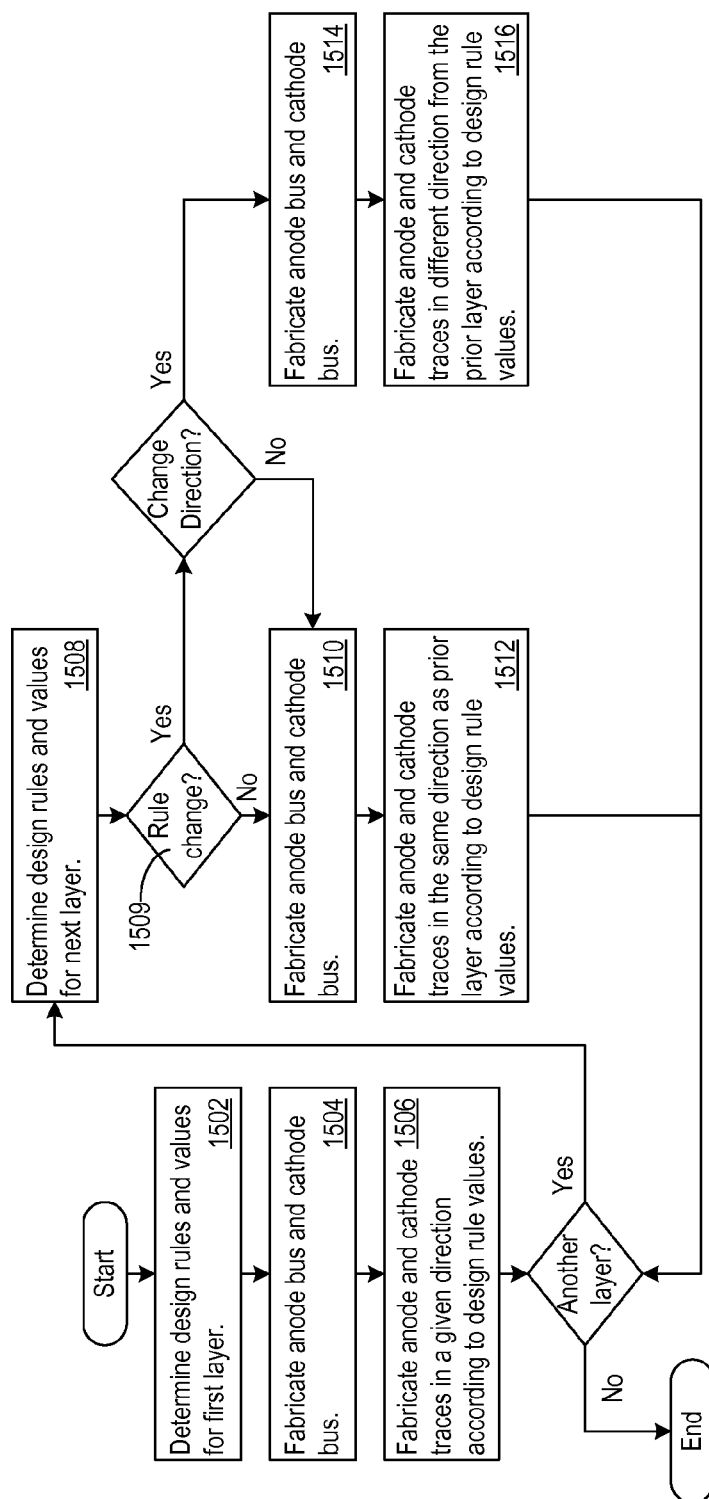 Start
Determine design rules and values
for first layer.
1502
Fabricate anode bus and cathode
bus.
1504
Fabricate anode and cathode 1506
traces in a given direction
according to design rule values.
Another
layer?
Yes
No
End
Determine design rules and values
for next layer.
1508
1509
Rule
change?
Yes
No
Fabricate anode bus and cathode
bus.
1510
Fabricate anode and cathode
traces in the same direction as prior
layer according to design rule
values.
1512
Change
Direction?
Yes
No
Fabricate anode bus and cathode
bus.
1514
Fabricate anode and cathode
traces in different direction from the
prior layer according to design rule
values.
1516